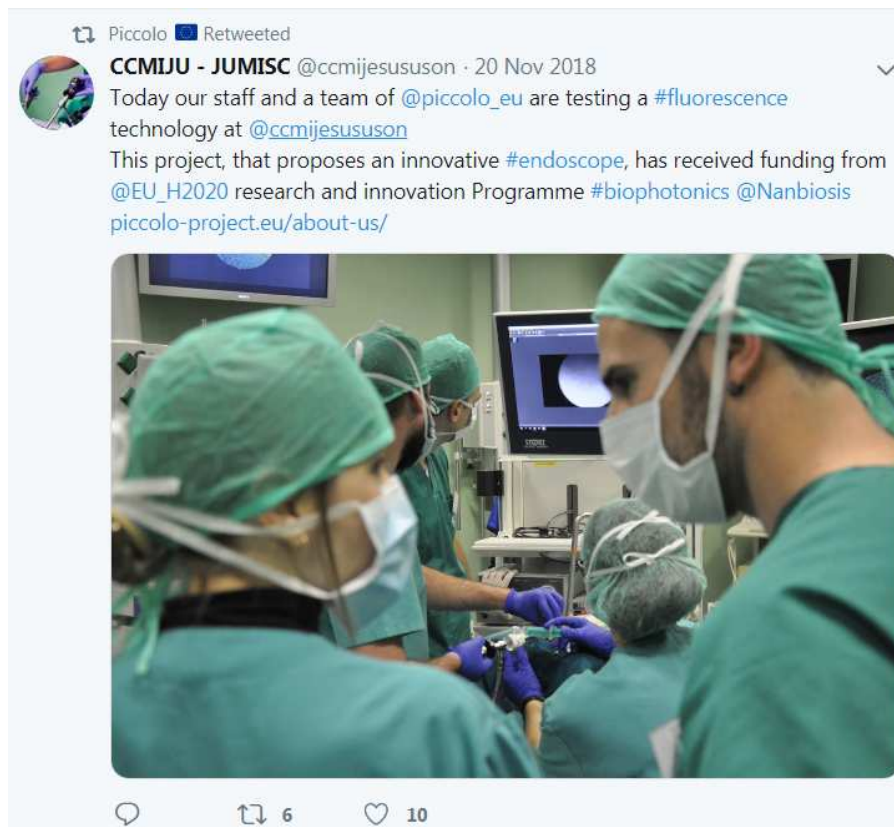 Piccolo Retweeted
CCMIJU - JUMISC @ccmijesususon · 20 Nov 2018
Today our staff and a team of @piccolo_eu are testing a #fluorescence
technology at @ccmijesususon
This project, that proposes an innovative #endoscope, has received funding from
@EU_H2020 research and innovation Programme #biophotonics @Nanbiosis
piccolo-project.eu/about-us/
STORZ
6
10